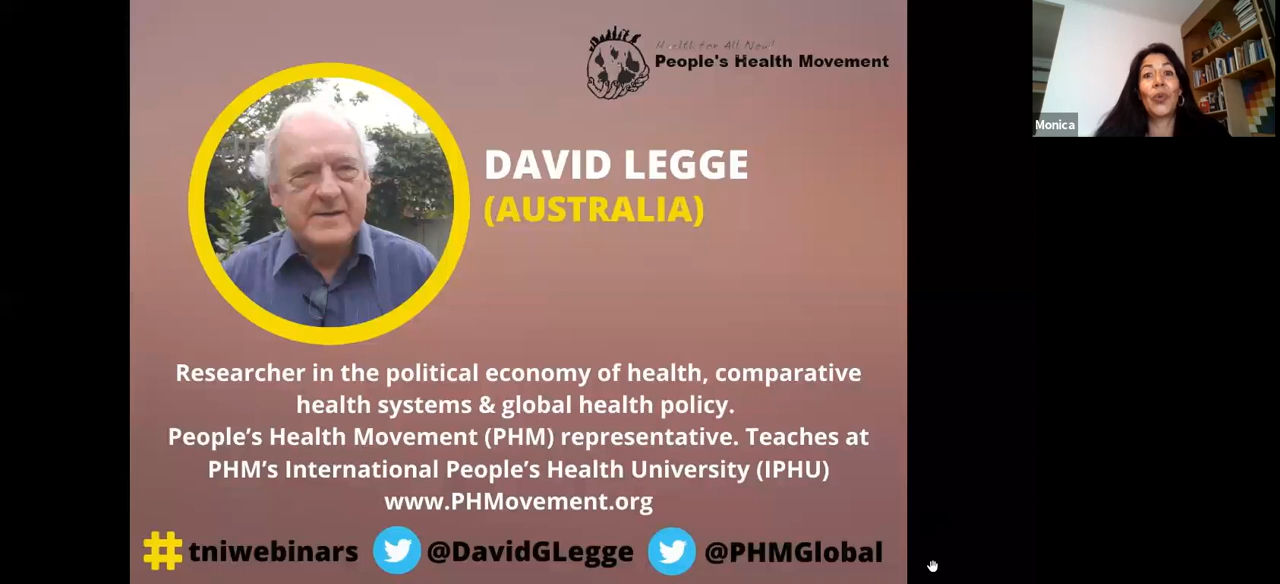 Health for All Now!
People's Health Movement
Monica
DAVID LEGGE
(AUSTRALIA)
Researcher in the political economy of health, comparative
health systems & global health policy.
People’s Health Movement (PHM) representative. Teaches at
PHM’s International People’s Health University (IPHU)
www.PHMovement.org
#tniwebinars @DavidGLegge @PHMGlobal